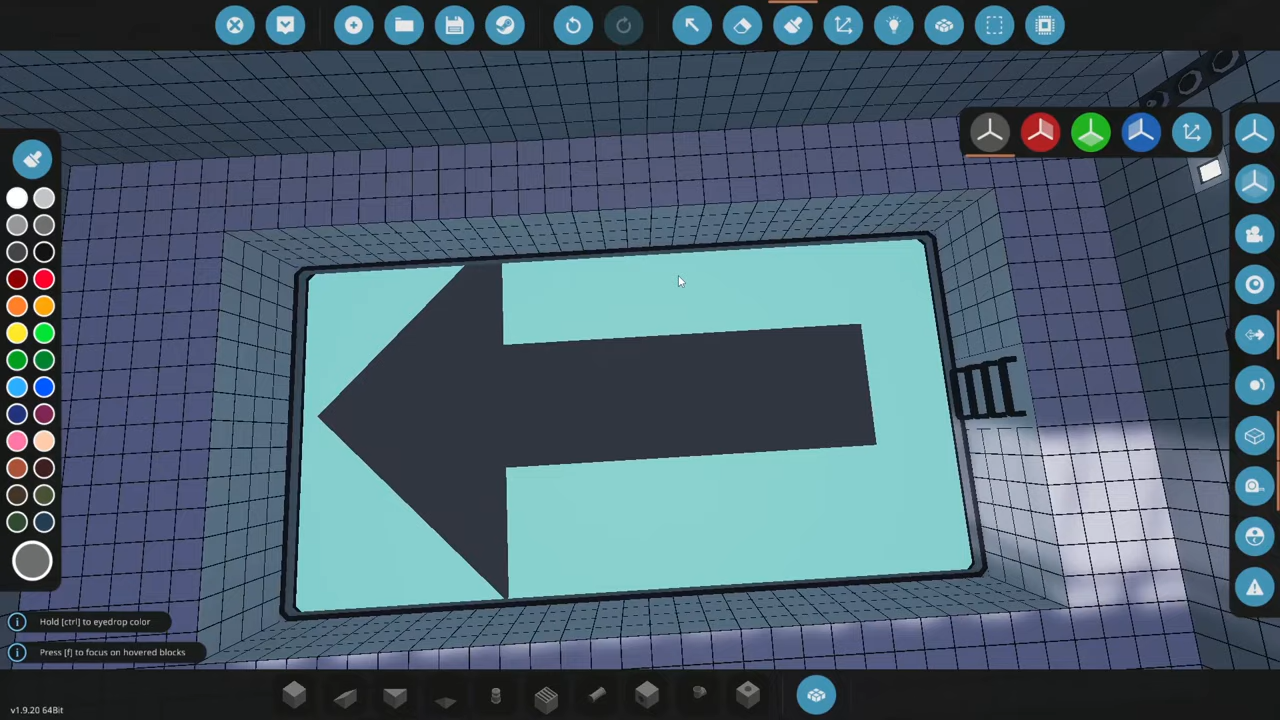 Hold [ctrl] to eyedrop color
Press [f] to focus on hovered blocks
v1.9.20 64Bit